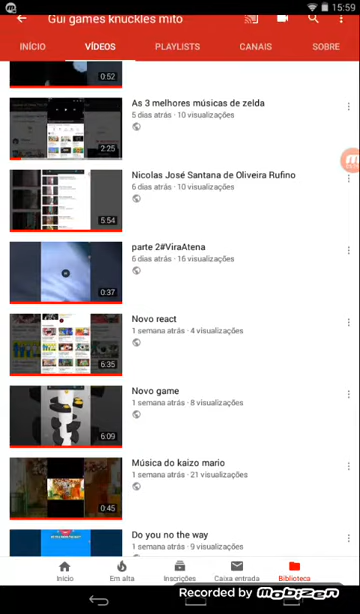 15:59
Gui games knuckles mito
INÍCIO VÍDEOS PLAYLISTS CANAIS SOBRE
0:52
As 3 melhores músicas de zelda
5 dias atrás · 10 visualizações
2:25
Nicolas José Santana de Oliveira Rufino
6 dias atrás · 10 visualizações
5:54
parte 2#ViraAtena
6 dias atrás · 16 visualizações
0:37
Novo react
1 semana atrás · 4 visualizações
6:35
Novo game
1 semana atrás · 8 visualizações
6:09
Música do kaizo mario
1 semana atrás · 21 visualizações
0:45
Do you no the way
1 semana atrás · 9 visualizações
Início Em alta Inscrições Caixa entrada Biblioteca
Recorded by MOBIZEN